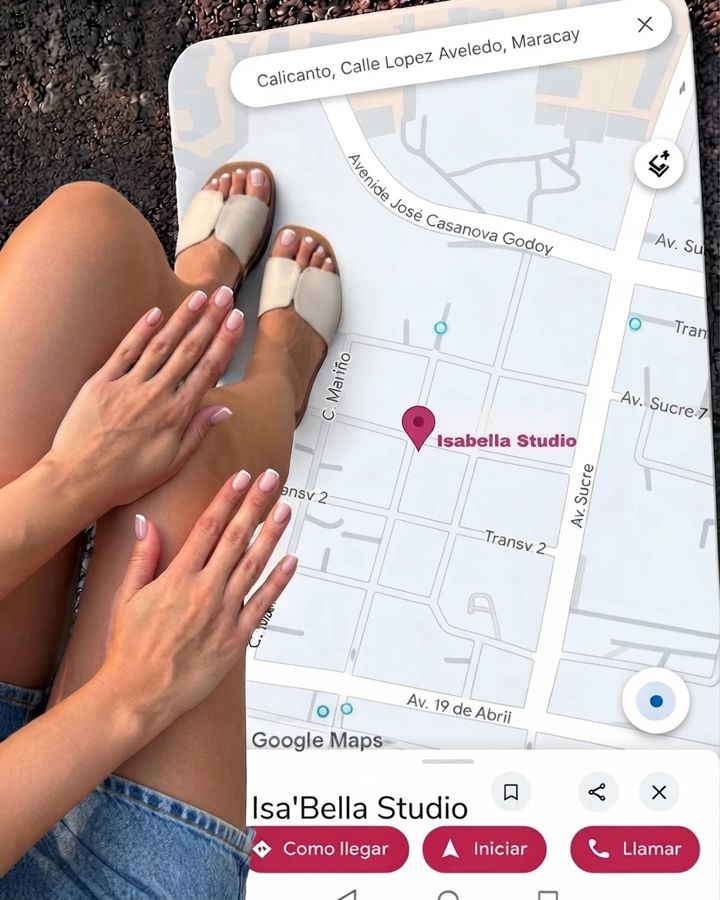 Calicanto, Calle Lopez Aveledo, Maracay
Avenide José Casanova Godoy
Av. Su
Tran
C. Mariño
Av. Sucre 7
Isabella Studio
Av. Sucre
ansv 2
Transv 2
Av. 19 de Abril
Google Maps
Isa'Bella Studio
Como llegar
Iniciar
Llamar